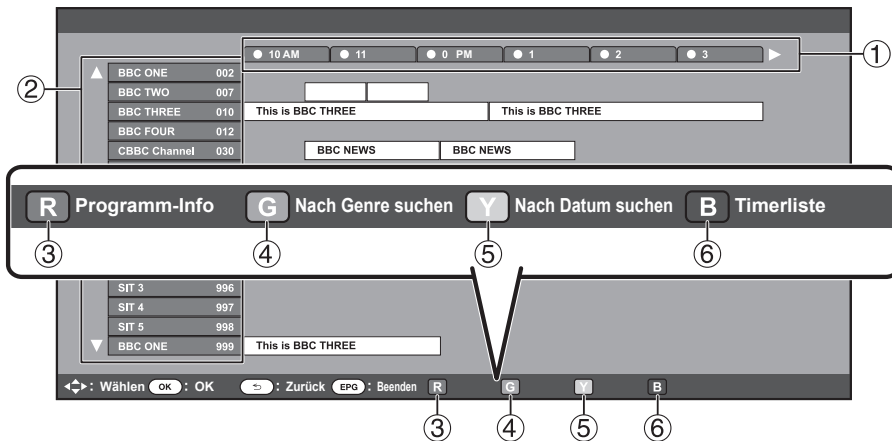 10 AM 11 0 PM 1 2 3 ①
②
BBC ONE 002
BBC TWO 007
BBC THREE 010 This is BBC THREE This is BBC THREE
BBC FOUR 012
CBBC Channel 030 BBC NEWS BBC NEWS
R Programm-Info G Nach Genre suchen Y Nach Datum suchen B Timerliste
③ ④ ⑤ ⑥
SIT 3 996
SIT 4 997
SIT 5 998
BBC ONE 999 This is BBC THREE
: Wählen OK : OK : Zurück EPG : Beenden R G Y B
③ ④ ⑤ ⑥